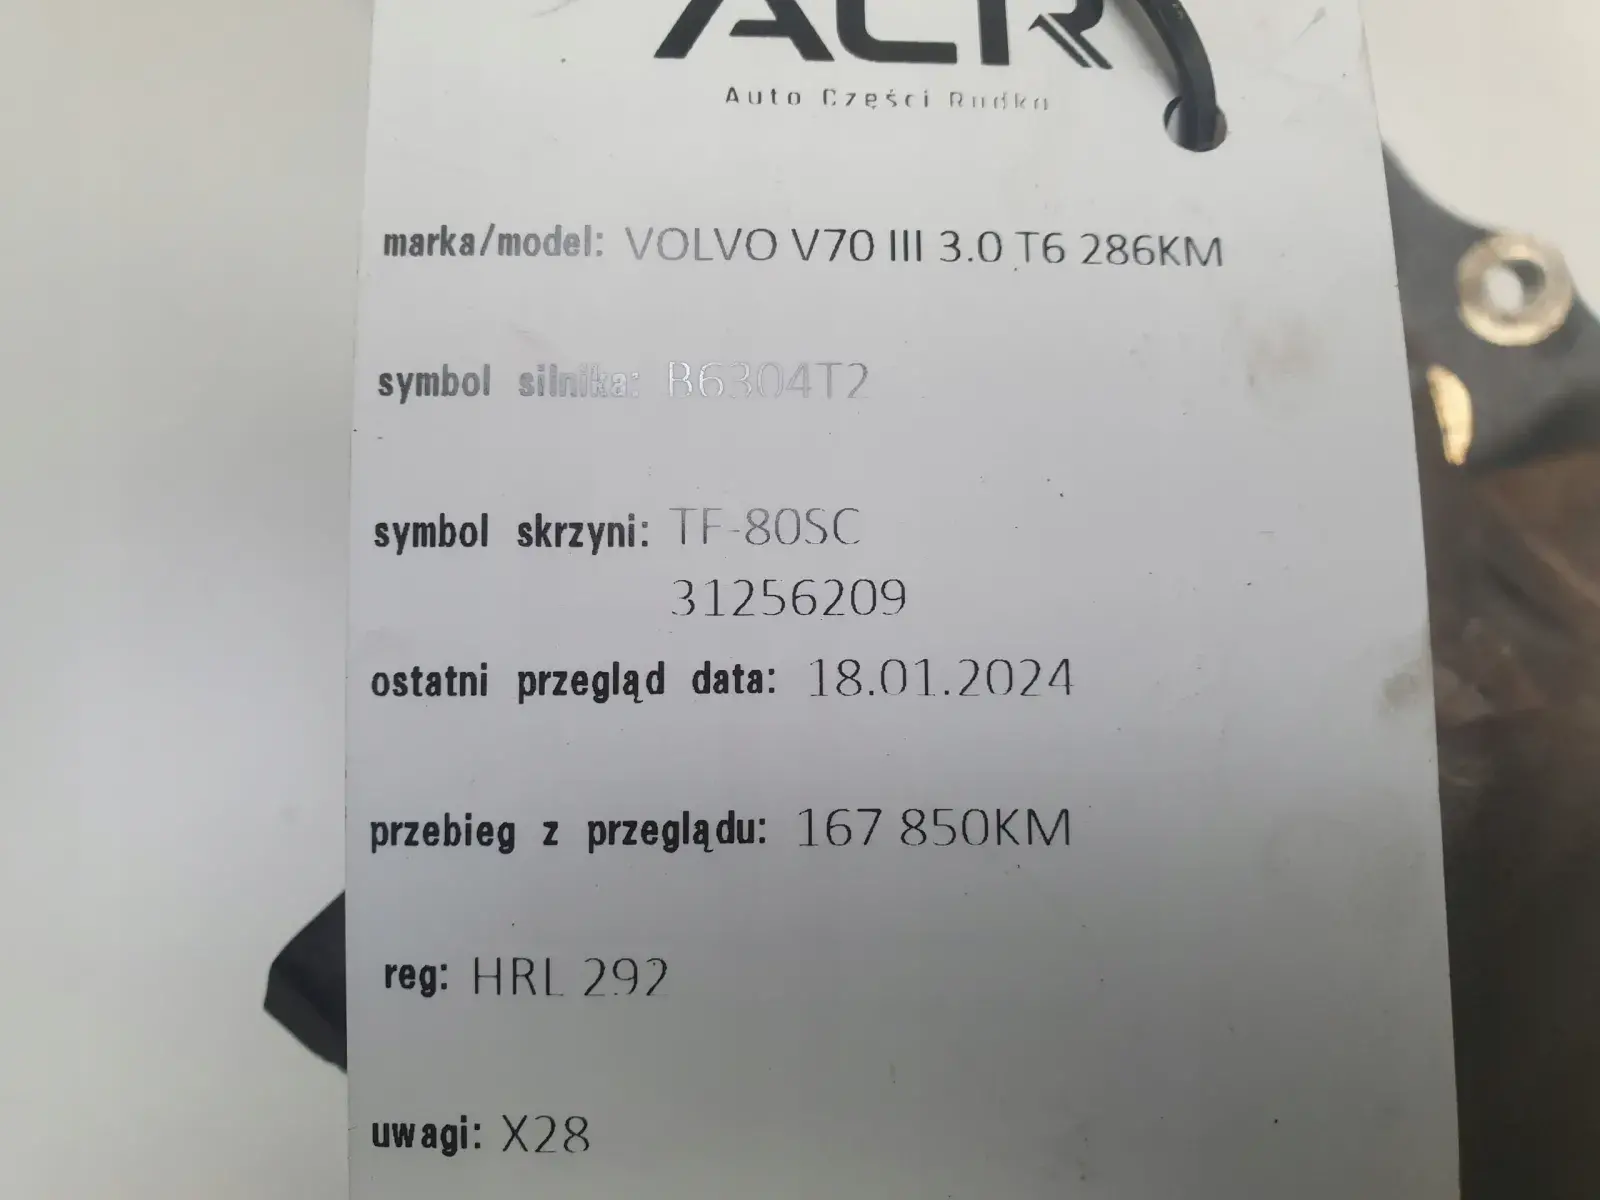 ACR
Auto Części Rudka
marka/model: VOLVO V70 III 3.0 T6 286KM
symbol silnika: B6304T2
symbol skrzyni: TF-80SC
31256209
ostatni przegląd data: 18.01.2024
przebieg z przeglądu: 167 850KM
reg: HRL 292
uwagi: X28